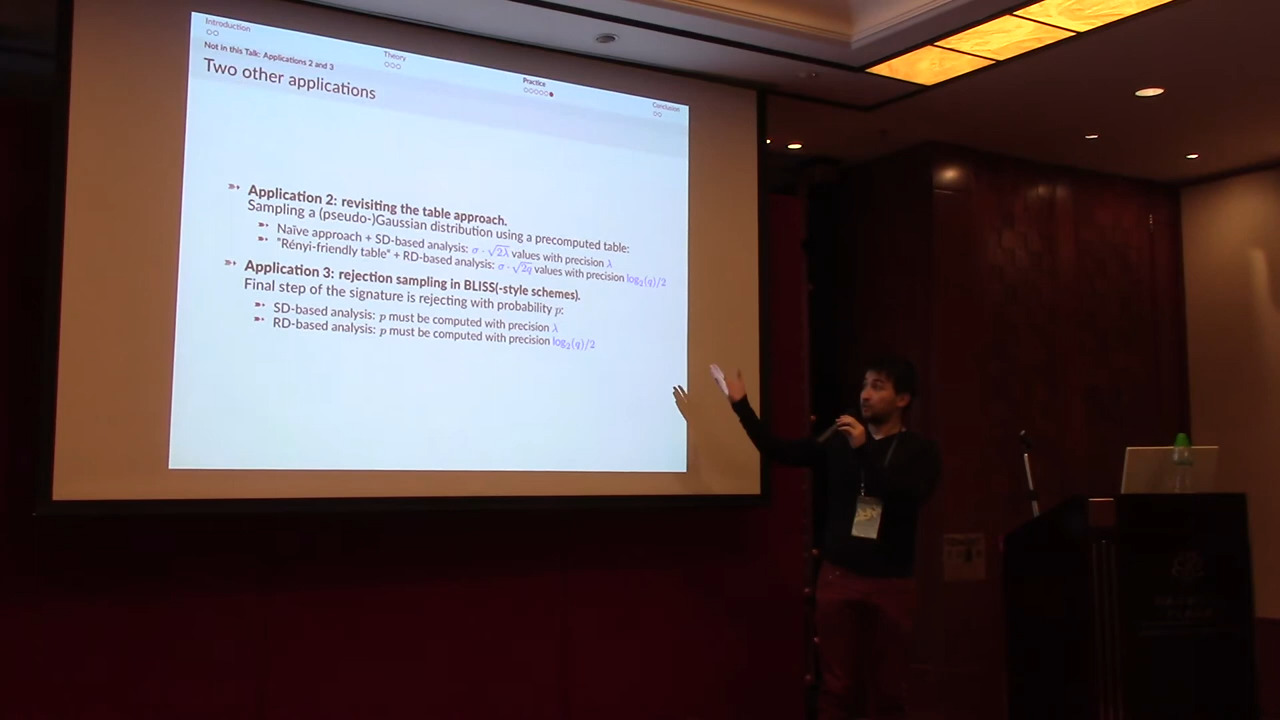 Introduction
Theory
Practice
Conclusion
Not in this Talk: Applications 2 and 3
Two other applications
Application 2: revisiting the table approach.
Sampling a (pseudo-)Gaussian distribution using a precomputed table:
Naïve approach + SD-based analysis: σ · √2λ values with precision λ
"Rényi-friendly table" + RD-based analysis: σ · √2q values with precision log₂(q)/2
Application 3: rejection sampling in BLISS(-style schemes).
Final step of the signature is rejecting with probability p:
SD-based analysis: p must be computed with precision λ
RD-based analysis: p must be computed with precision log₂(q)/2